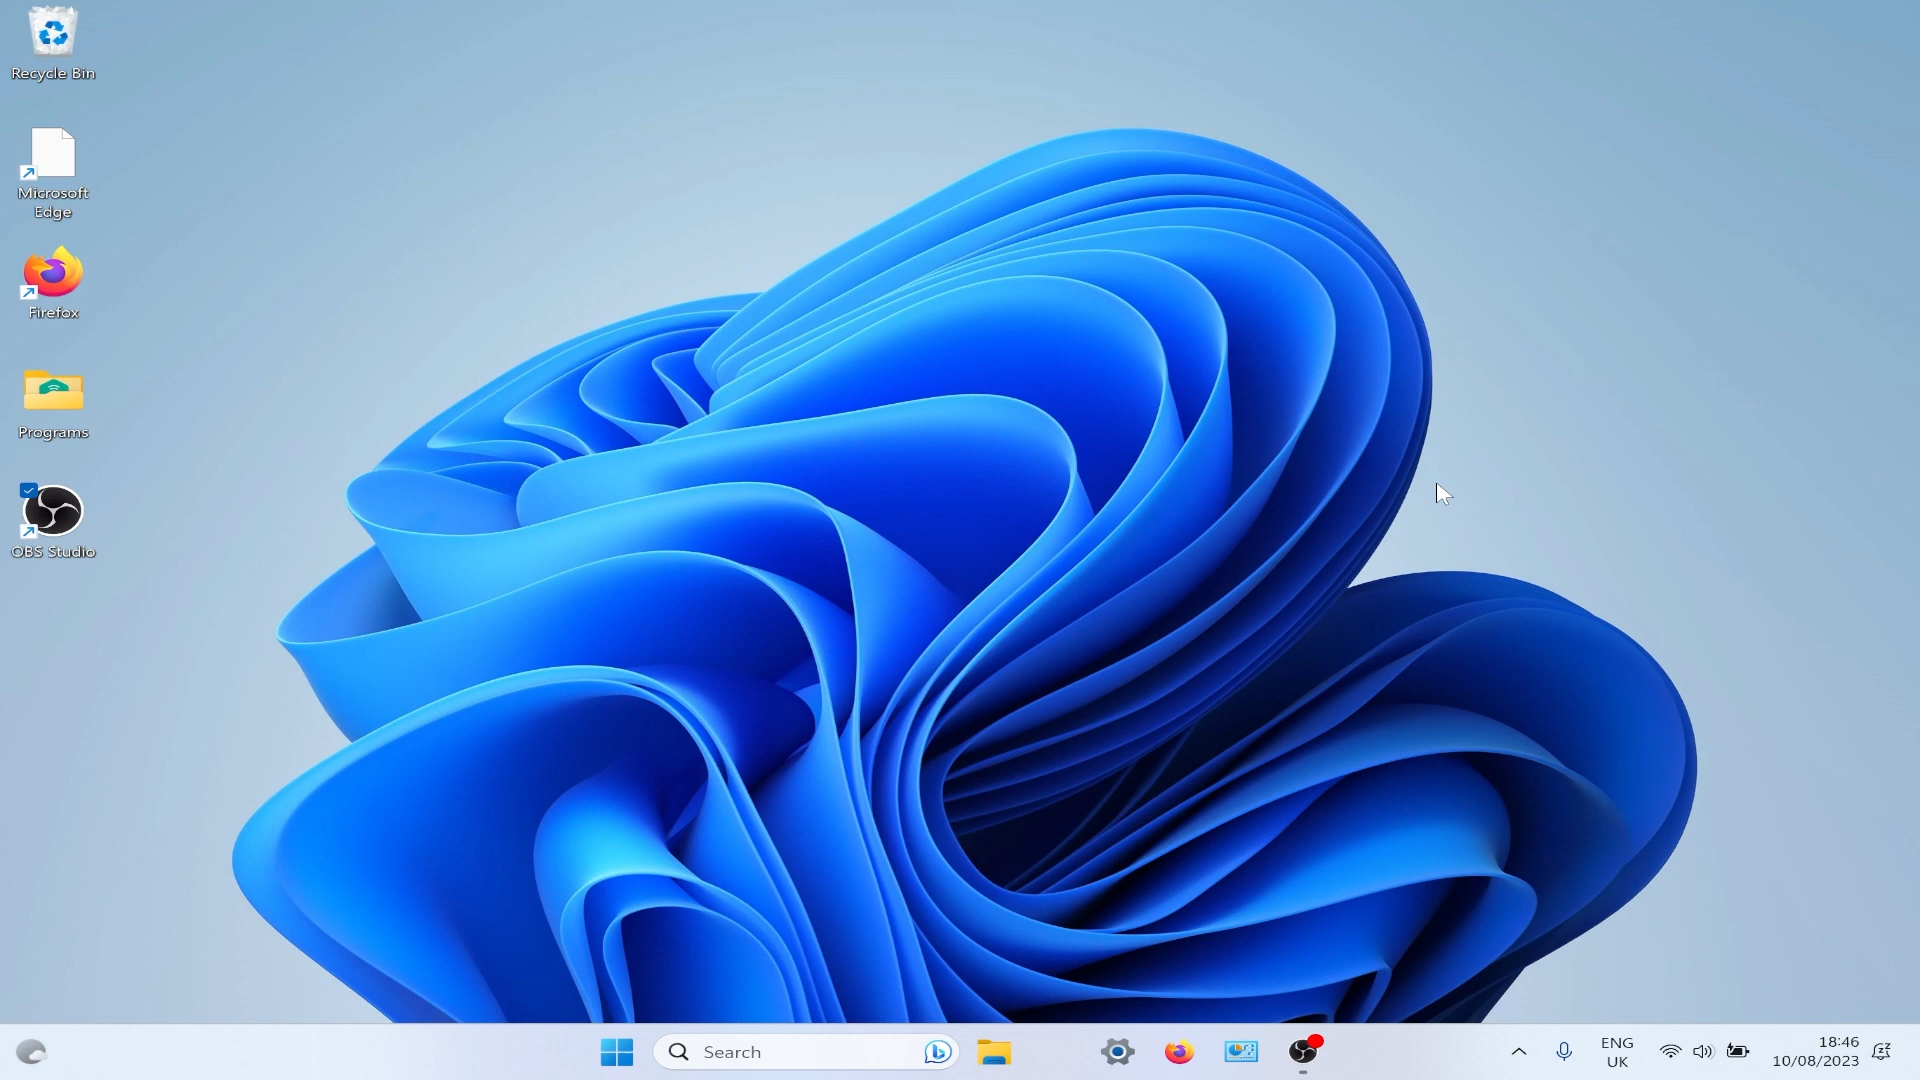 Recycle Bin
Microsoft
Edge
Firefox
Programs
OBS Studio
Search
ENG
UK
18:46
10/08/2023